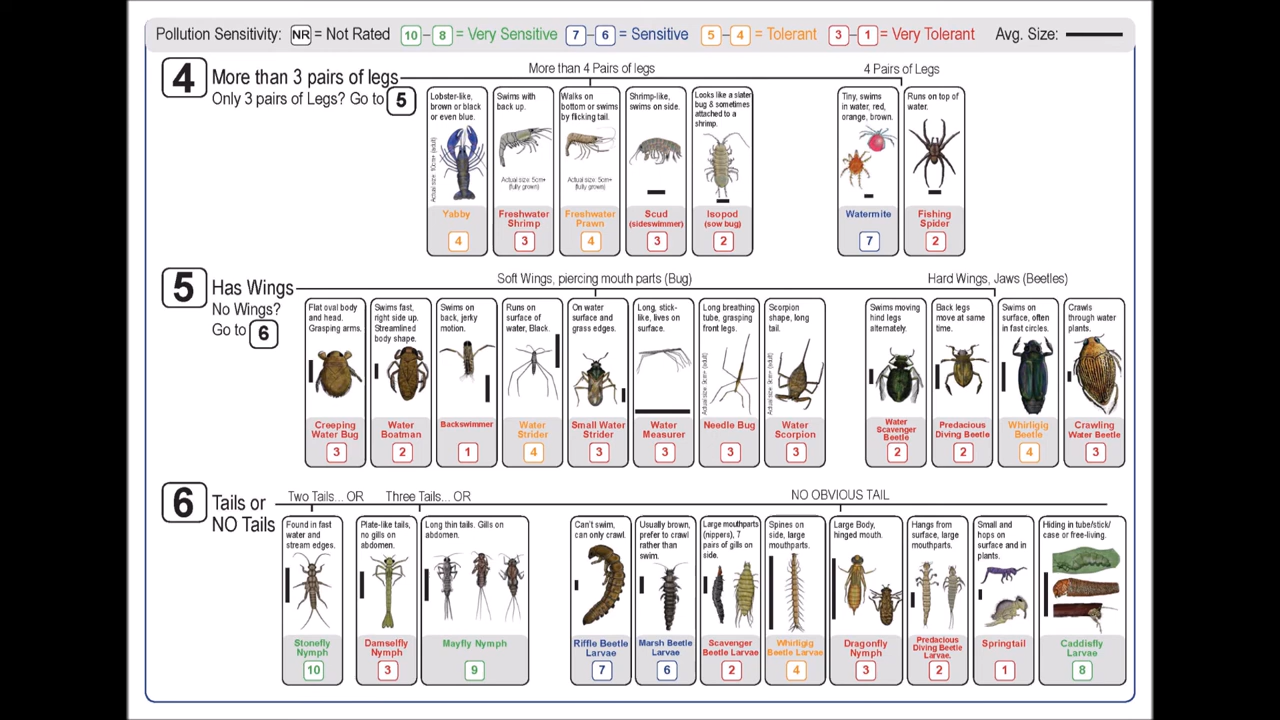 Pollution Sensitivity: NR = Not Rated 10 – 8 = Very Sensitive 7 – 6 = Sensitive 5 – 4 = Tolerant 3 – 1 = Very Tolerant Avg. Size:
4 More than 3 pairs of legs
Only 3 pairs of Legs? Go to 5
More than 4 Pairs of legs
4 Pairs of Legs
Lobster-like,
brown or black
or even blue.
Actual size: 10cm+ (adult)
Yabby
4
Swims with
back up.
Actual size: 5cm+
(fully grown)
Freshwater
Shrimp
3
Walks on
bottom or swims
by flicking tail.
Actual size: 5cm+
(fully grown)
Freshwater
Prawn
4
Shrimp-like,
swims on side.
Scud
(sideswimmer)
3
Looks like a slater
bug & sometimes
attached to a
shrimp.
Isopod
(sow bug)
2
Tiny, swims
in water, red,
orange, brown.
Watermite
7
Runs on top of
water.
Fishing
Spider
2
5 Has Wings
No Wings?
Go to 6
Soft Wings, piercing mouth parts (Bug)
Hard Wings, Jaws (Beetles)
Flat oval body
and head.
Grasping arms.
Creeping
Water Bug
3
Swims fast,
right side up.
Streamlined
body shape.
Water
Boatman
2
Swims on
back, jerky
motion.
Backswimmer
1
Runs on
surface of
water, Black.
Water
Strider
4
On water
surface and
grass edges.
Small Water
Strider
3
Long, stick-
like, lives on
surface.
Water
Measurer
3
Long breathing
tube, grasping
front legs.
Actual size: 9cm+ (adult)
Needle Bug
3
Scorpion
shape, long
tail.
Water
Scorpion
3
Swims moving
hind legs
alternately.
Water
Scavenger
Beetle
2
Back legs
move at same
time.
Predacious
Diving Beetle
2
Swims on
surface, often
in fast circles.
Whirligig
Beetle
4
Crawls
through water
plants.
Crawling
Water Beetle
3
6 Tails or
NO Tails
Two Tails... OR
Three Tails... OR
NO OBVIOUS TAIL
Found in fast
water and
stream edges.
Stonefly
Nymph
10
Plate-like tails,
no gills on
abdomen.
Damselfly
Nymph
3
Long thin tails. Gills on
abdomen.
Mayfly Nymph
9
Can't swim,
can only crawl.
Riffle Beetle
Larvae
7
Usually brown,
prefer to crawl
rather than
swim.
Marsh Beetle
Larvae
6
Large mouthparts
(nippers), 7
pairs of gills on
side.
Scavenger
Beetle Larvae
2
Spines on
side, large
mouthparts.
Whirligig
Beetle Larvae
4
Large Body,
hinged mouth.
Dragonfly
Nymph
3
Hangs from
surface, large
mouthparts.
Predacious
Diving Beetle
Larvae.
2
Small and
hops on
surface and in
plants.
Springtail
1
Hiding in tube/stick/
case or free-living.
Caddisfly
Larvae
8